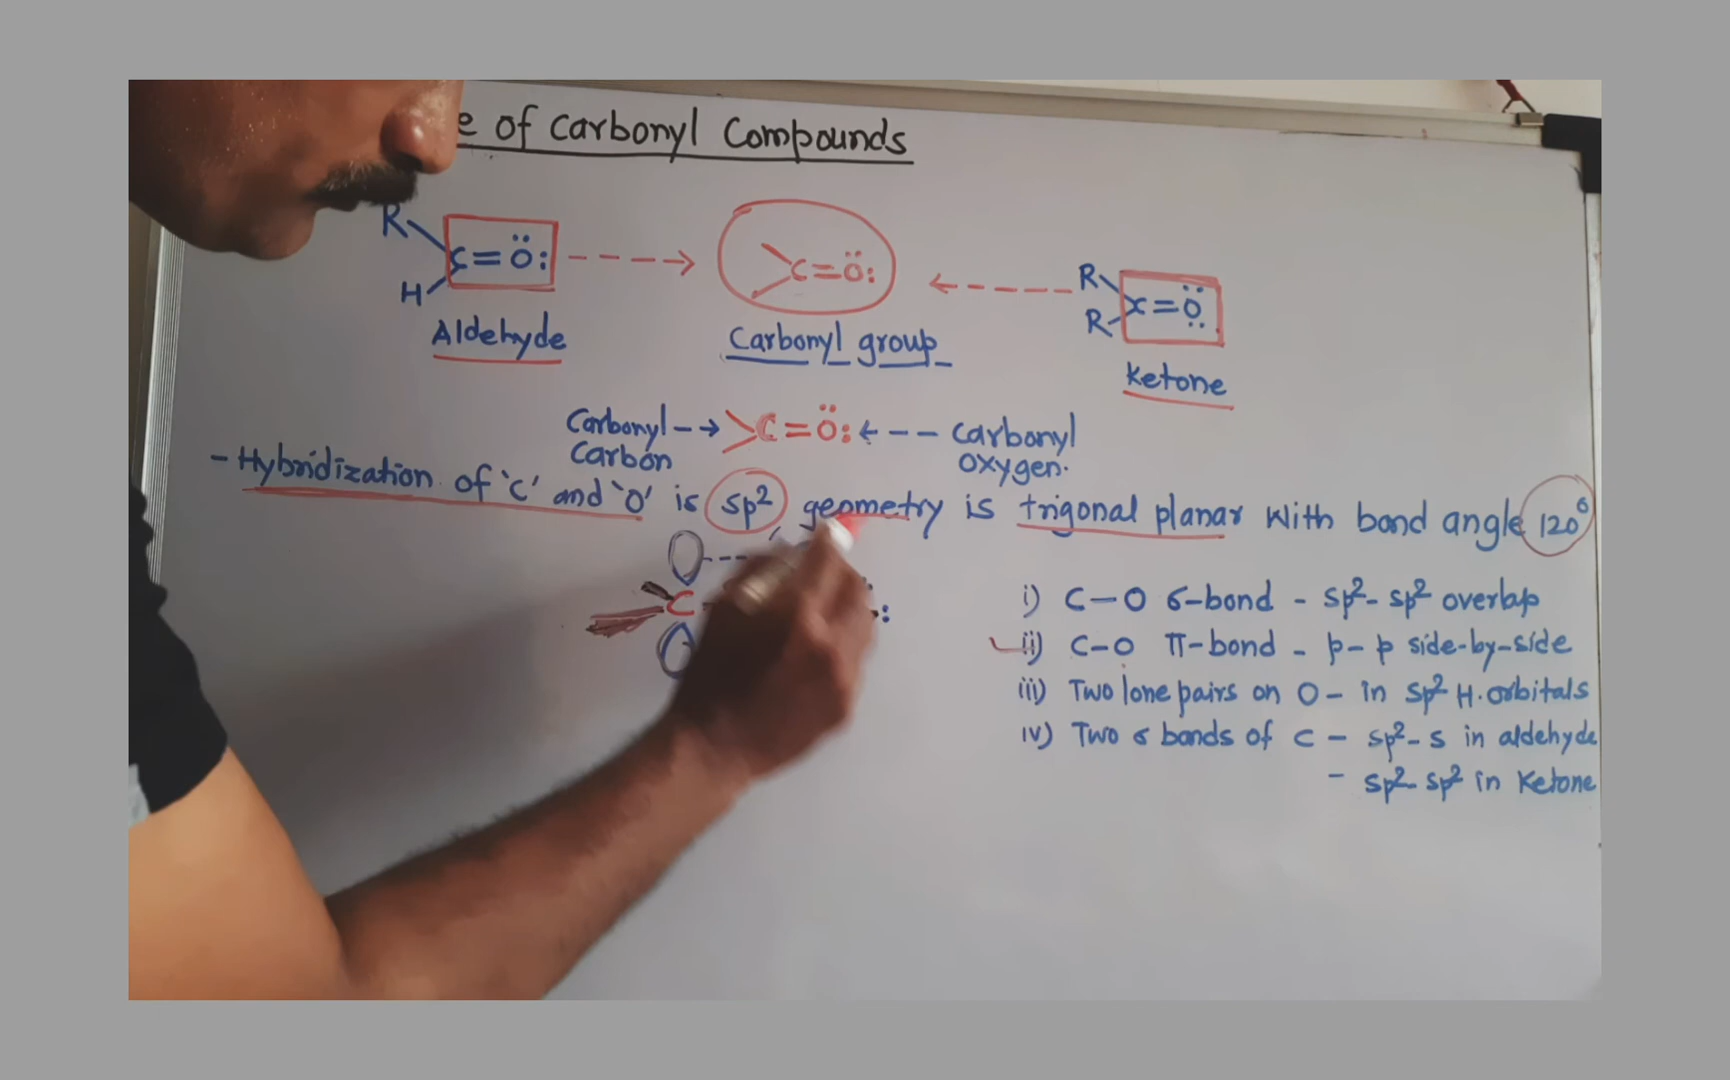 e of Carbonyl Compounds
R
C=Ö:
H
Aldehyde
C=Ö:
Carbonyl group
R
R
C=Ö
Ketone
Carbonyl Carbon --→ >C=Ö: ←--- Carbonyl Oxygen.
- Hybridization of 'C' and 'O' is sp² geometry is trigonal planar With bond angle 120°
C :
i) C-O σ-bond - sp²-sp² overlap
ii) C-O π-bond - p-p side-by-side
iii) Two lone pairs on O- in sp² H.orbitals
iv) Two σ bonds of C - sp²-s in aldehyde
- sp²-sp² in Ketone